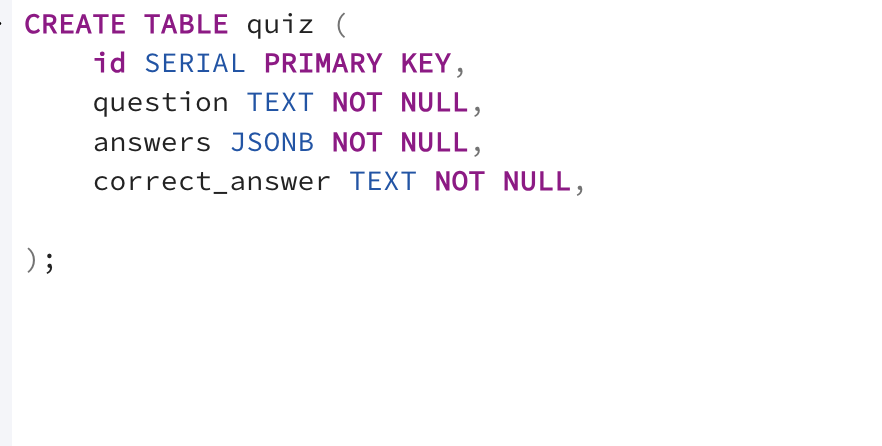 CREATE TABLE quiz (
    id SERIAL PRIMARY KEY,
    question TEXT NOT NULL,
    answers JSONB NOT NULL,
    correct_answer TEXT NOT NULL,
);